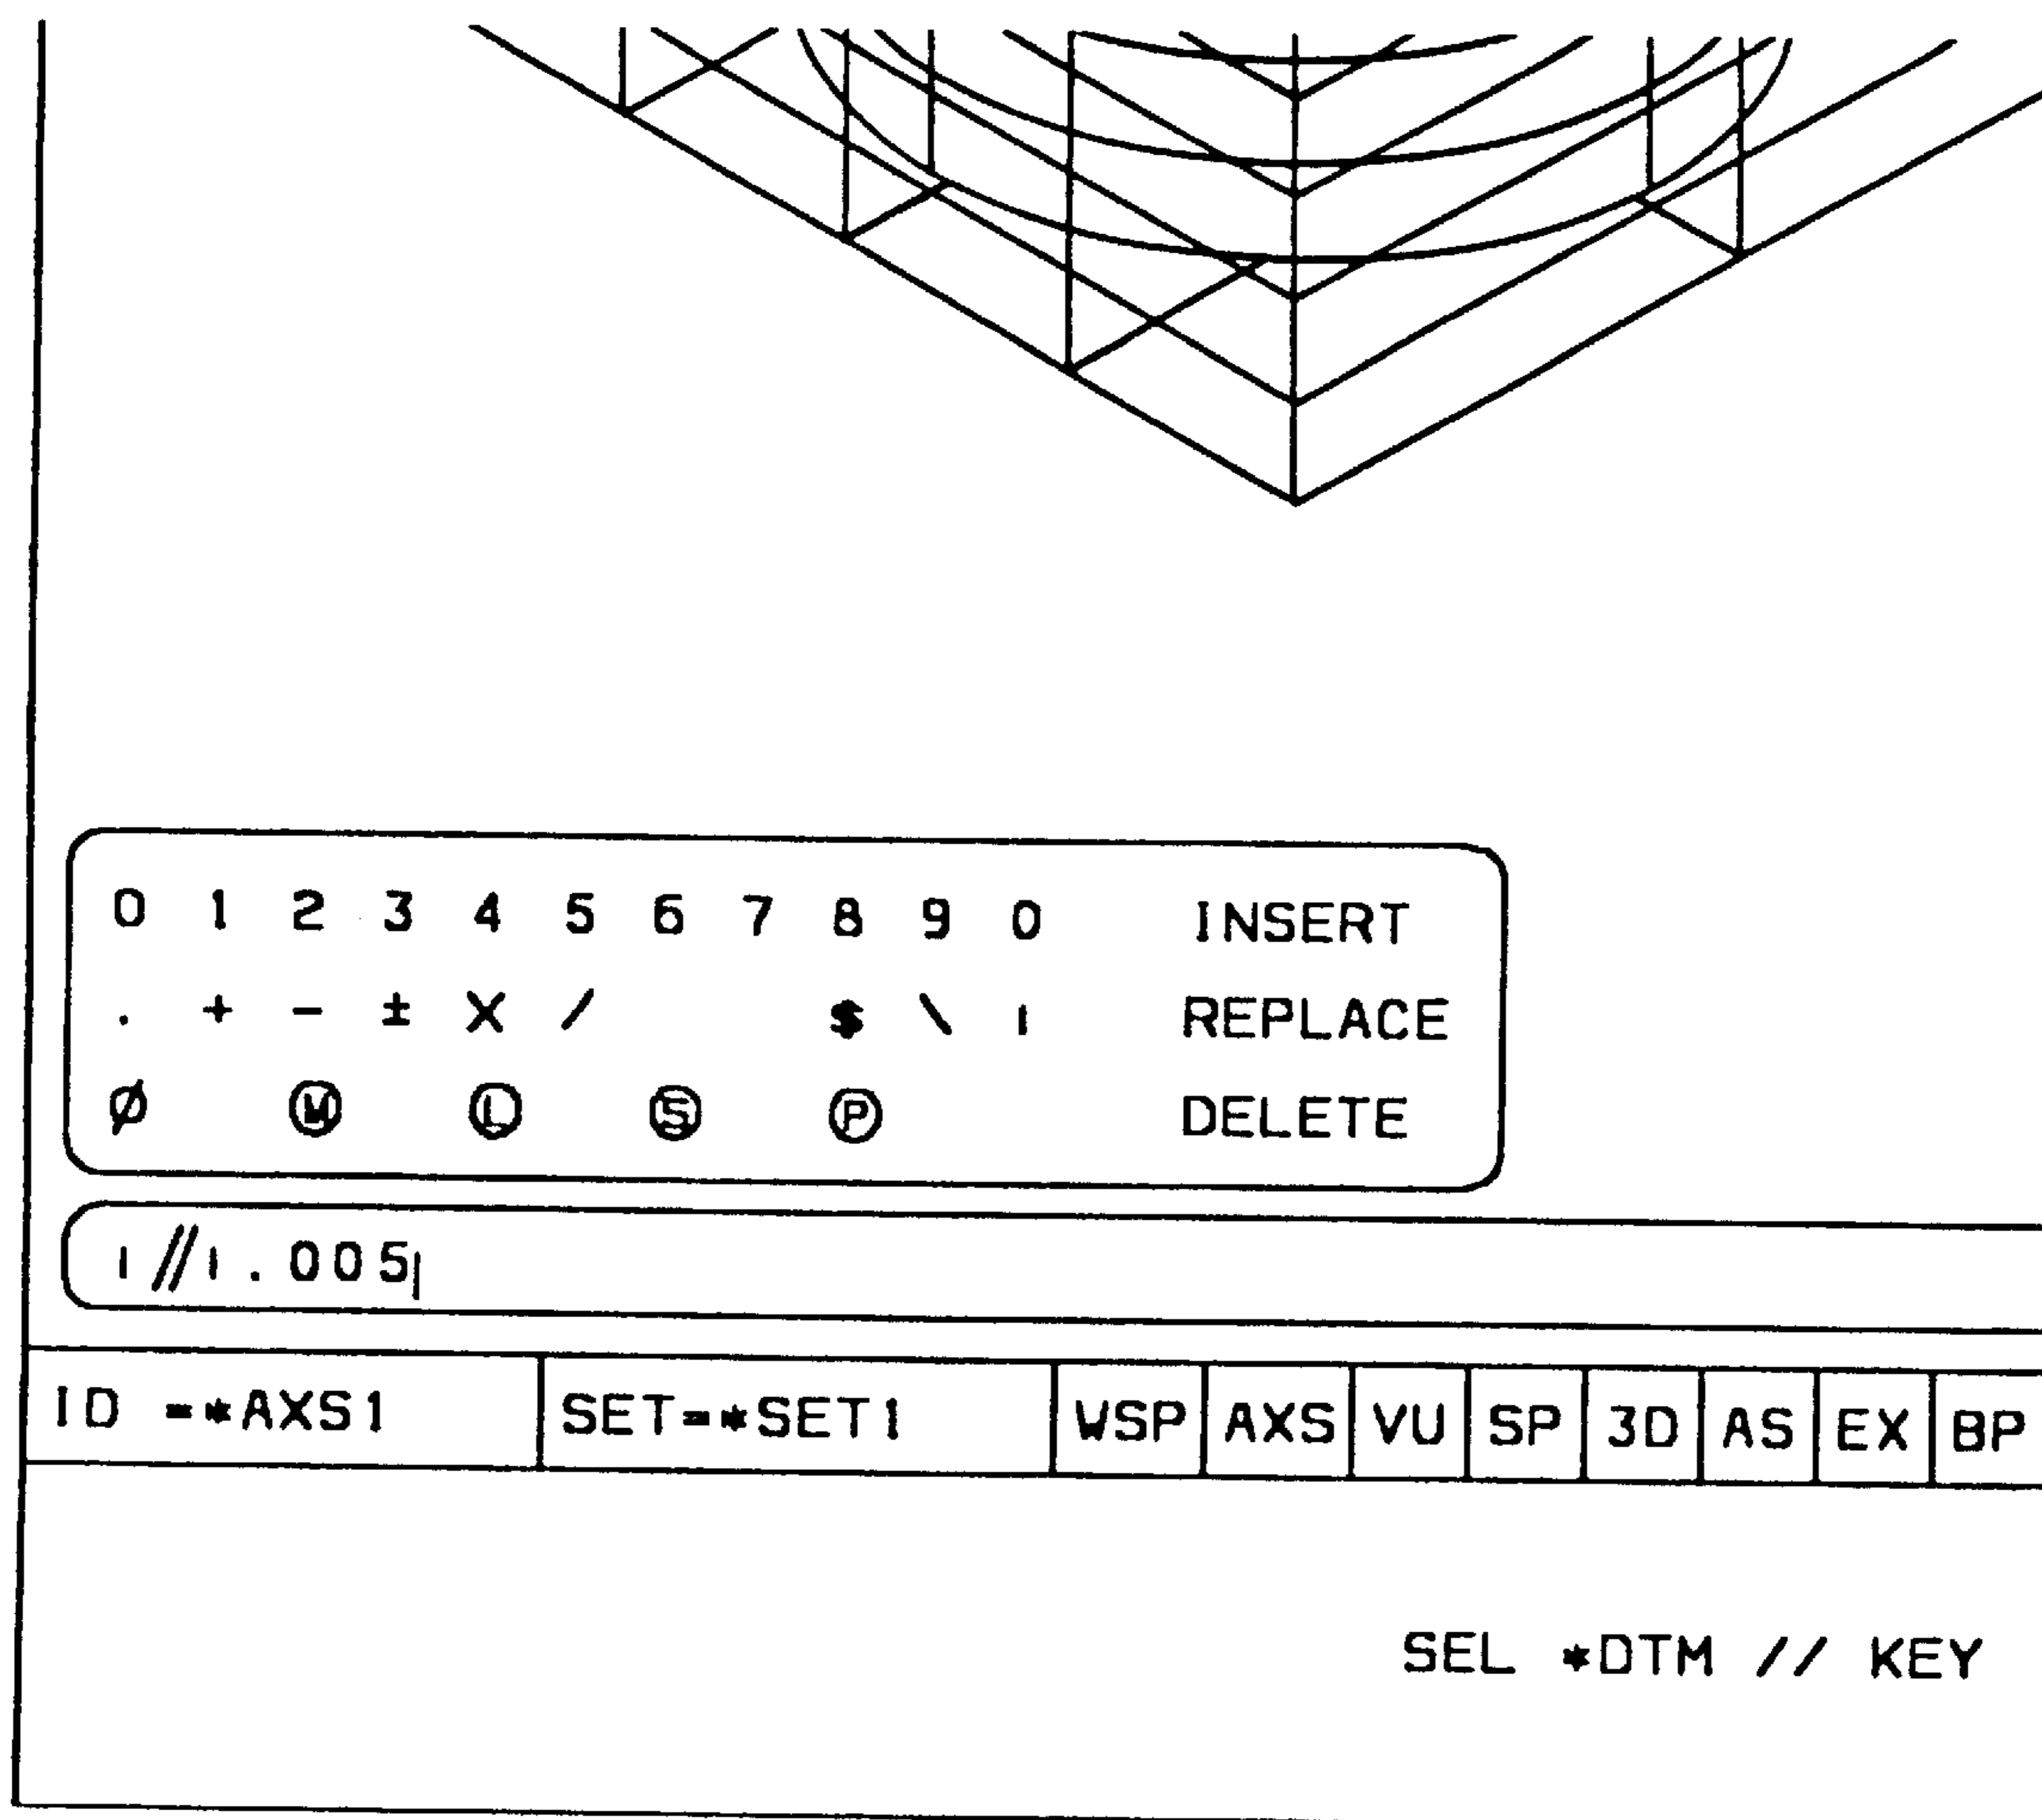 0 1 2 3 4 5 6 7 8 9 0 INSERT
. + - ± X / $ \ ı REPLACE
Ø Ⓜ Ⓛ Ⓢ Ⓟ DELETE
ı//ı.005|
ID =*AXS1 SET=*SET1 WSP AXS VU SP 3D AS EX BP
SEL *DTM // KEY